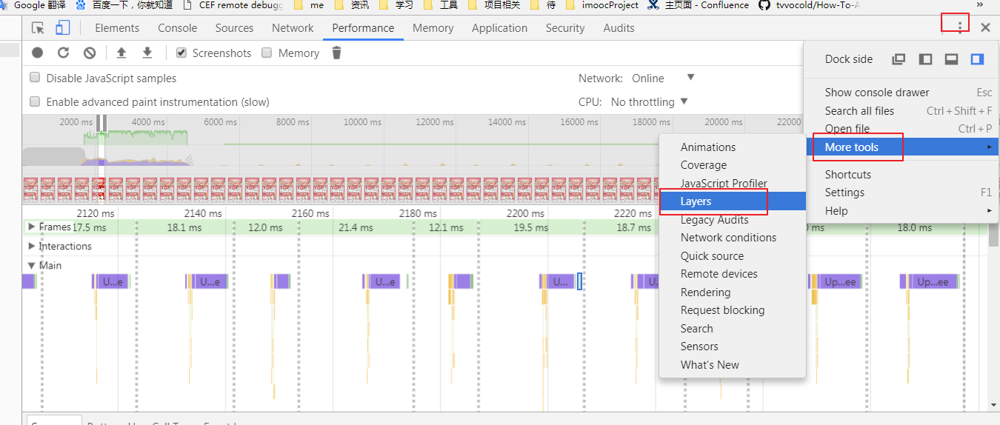 Google 翻译 百度一下，你就知道 CEF remote debugg me 资讯 学习 工具 项目相关 待 imoocProject 主页面 - Confluence tvvocold/How-To-A »
Elements Console Sources Network Performance Memory Application Security Audits
Screenshots Memory
Dock side
Disable JavaScript samples Network: Online
Show console drawer Esc
Enable advanced paint instrumentation (slow) CPU: No throttling
Search all files Ctrl + Shift + F
2000 ms 4000 ms 6000 ms 8000 ms 10000 ms 12000 ms 14000 ms 16000 ms 18000 ms 20000 ms 22000
Open file Ctrl + P
More tools
Shortcuts
Settings F1
Help
Animations
Coverage
JavaScript Profiler
Layers
Legacy Audits
Network conditions
Quick source
Remote devices
Rendering
Request blocking
Search
Sensors
What's New
2120 ms 2140 ms 2160 ms 2180 ms 2200 ms 2220
Frames 17.5 ms 18.1 ms 12.0 ms 21.4 ms 12.1 ms 19.5 ms 18.7 ms 0 ms 18.0 ms
Interactions
Main
U...e U...e U...e U... U. Up...ee Up...ee